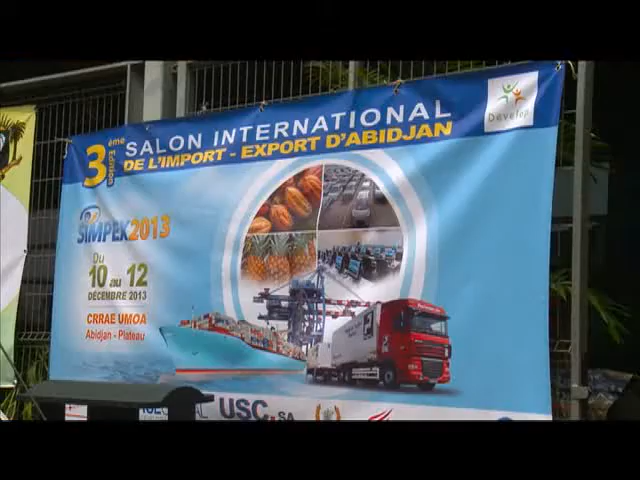 3ème édition
SALON INTERNATIONAL
DE L'IMPORT - EXPORT D'ABIDJAN
Develop
SIMPEX2013
Du
10 au 12
DÉCEMBRE 2013
CRRAE UMOA
Abidjan - Plateau
USC.SA